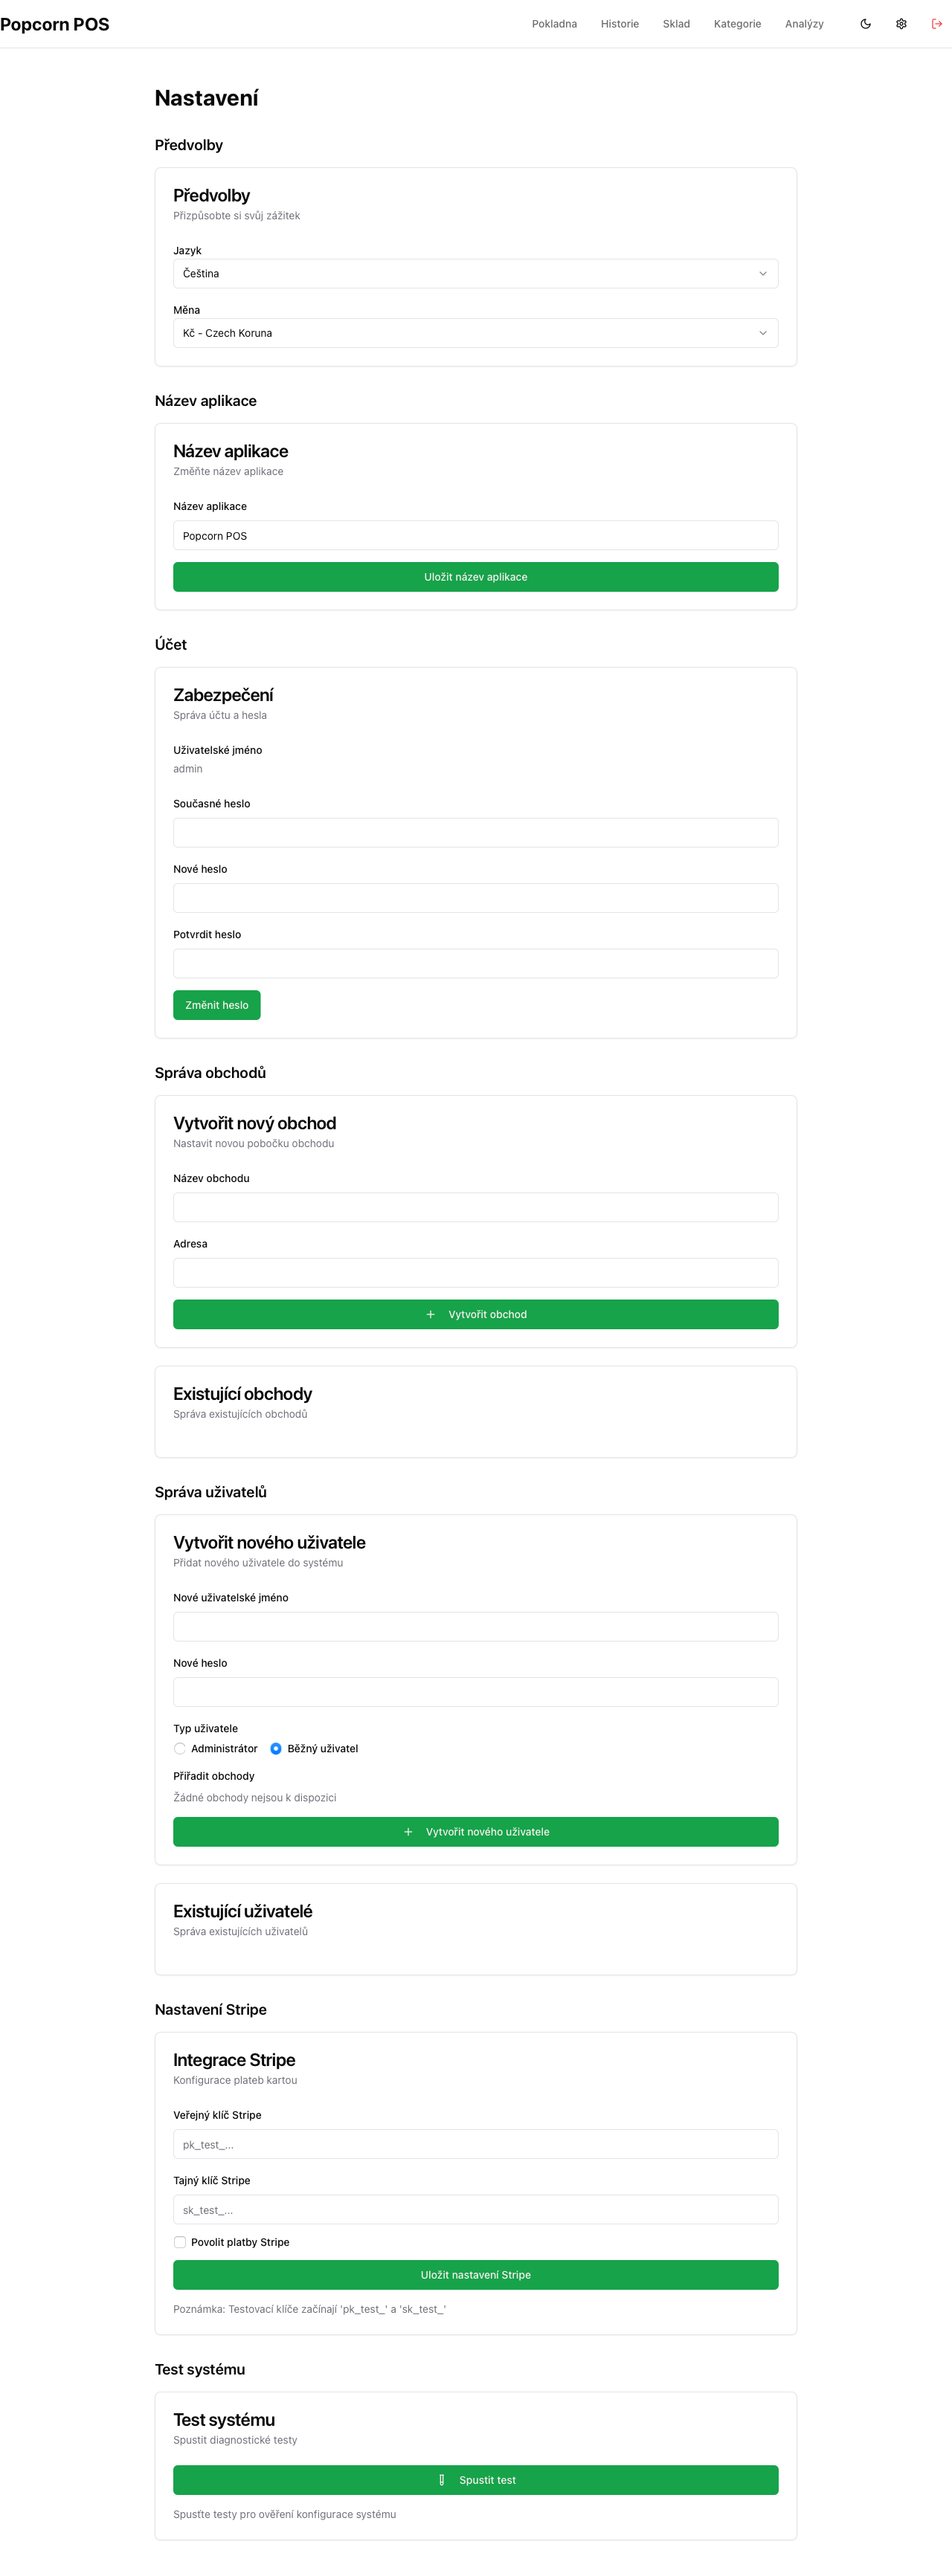 Popcorn POS
Pokladna
Historie
Sklad
Kategorie
Analýzy
Nastavení
Předvolby
Předvolby
Přizpůsobte si svůj zážitek
Jazyk
Čeština
Měna
Kč - Czech Koruna
Název aplikace
Název aplikace
Změňte název aplikace
Název aplikace
Popcorn POS
Uložit název aplikace
Účet
Zabezpečení
Správa účtu a hesla
Uživatelské jméno
admin
Současné heslo
Nové heslo
Potvrdit heslo
Změnit heslo
Správa obchodů
Vytvořit nový obchod
Nastavit novou pobočku obchodu
Název obchodu
Adresa
Vytvořit obchod
Existující obchody
Správa existujících obchodů
Správa uživatelů
Vytvořit nového uživatele
Přidat nového uživatele do systému
Nové uživatelské jméno
Nové heslo
Typ uživatele
Administrátor
Běžný uživatel
Přiřadit obchody
Žádné obchody nejsou k dispozici
Vytvořit nového uživatele
Existující uživatelé
Správa existujících uživatelů
Nastavení Stripe
Integrace Stripe
Konfigurace plateb kartou
Veřejný klíč Stripe
pk_test_...
Tajný klíč Stripe
sk_test_...
Povolit platby Stripe
Uložit nastavení Stripe
Poznámka: Testovací klíče začínají 'pk_test_' a 'sk_test_'
Test systému
Test systému
Spustit diagnostické testy
Spustit test
Spusťte testy pro ověření konfigurace systému